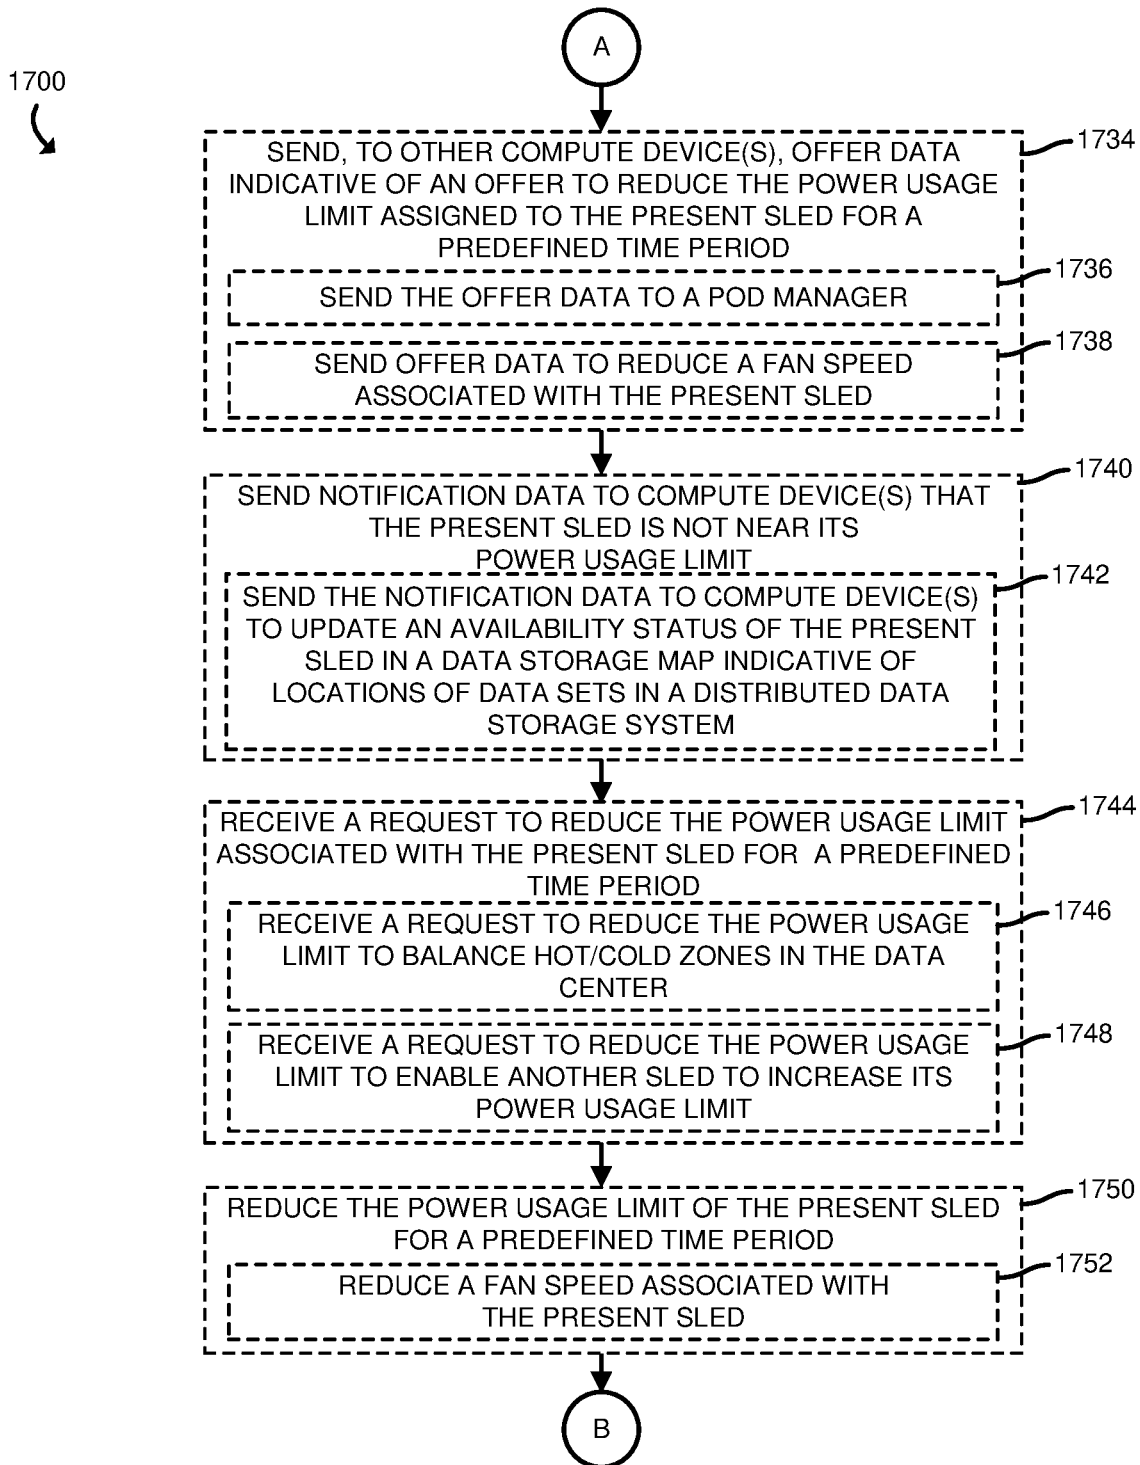 A
1700
1734
SEND, TO OTHER COMPUTE DEVICE(S), OFFER DATA
INDICATIVE OF AN OFFER TO REDUCE THE POWER USAGE
LIMIT ASSIGNED TO THE PRESENT SLED FOR A
PREDEFINED TIME PERIOD
1736
SEND THE OFFER DATA TO A POD MANAGER
1738
SEND OFFER DATA TO REDUCE A FAN SPEED
ASSOCIATED WITH THE PRESENT SLED
1740
SEND NOTIFICATION DATA TO COMPUTE DEVICE(S) THAT
THE PRESENT SLED IS NOT NEAR ITS
POWER USAGE LIMIT
1742
SEND THE NOTIFICATION DATA TO COMPUTE DEVICE(S)
TO UPDATE AN AVAILABILITY STATUS OF THE PRESENT
SLED IN A DATA STORAGE MAP INDICATIVE OF
LOCATIONS OF DATA SETS IN A DISTRIBUTED DATA
STORAGE SYSTEM
1744
RECEIVE A REQUEST TO REDUCE THE POWER USAGE LIMIT
ASSOCIATED WITH THE PRESENT SLED FOR A PREDEFINED
TIME PERIOD
1746
RECEIVE A REQUEST TO REDUCE THE POWER USAGE
LIMIT TO BALANCE HOT/COLD ZONES IN THE DATA
CENTER
1748
RECEIVE A REQUEST TO REDUCE THE POWER USAGE
LIMIT TO ENABLE ANOTHER SLED TO INCREASE ITS
POWER USAGE LIMIT
1750
REDUCE THE POWER USAGE LIMIT OF THE PRESENT SLED
FOR A PREDEFINED TIME PERIOD
1752
REDUCE A FAN SPEED ASSOCIATED WITH
THE PRESENT SLED
B